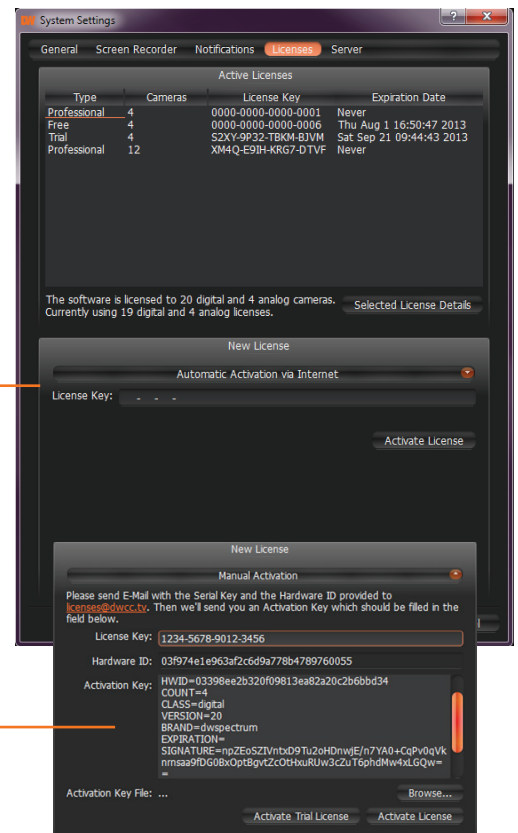 System Settings
General Screen Recorder Notifications Licenses Server
Active Licenses
Type Cameras License Key Expiration Date
Professional 4 0000-0000-0000-0001 Never
Free 4 0000-0000-0000-0006 Thu Aug 1 16:50:47 2013
Trial 4 S2XY-9P32-TBKM-BJVM Sat Sep 21 09:44:43 2013
Professional 12 XM4Q-E9IH-KRG7-DTVF Never
The software is licensed to 20 digital and 4 analog cameras.
Currently using 19 digital and 4 analog licenses.
Selected License Details
New License
Automatic Activation via Internet
License Key: - - -
Activate License
New License
Manual Activation
Please send E-Mail with the Serial Key and the Hardware ID provided to
licenses@dwcc.tv. Then we'll send you an Activation Key which should be filled in the
field below.
License Key: 1234-5678-9012-3456
Hardware ID: 03f974e1e963af2c6d9a778b4789760055
Activation Key: HWID=03398ee2b320f09813ea82a20c2b6bbd34
COUNT=4
CLASS=digital
VERSION=20
BRAND=dwspectrum
EXPIRATION=
SIGNATURE=npZEoSZIVntxD9Tu2oHDnwjE/n7YA0+CqPv0qVk
nrnsaa9fDG0BxOptBgvtZcOtHxuRUw3cZuT6phdMw4xLGQw=
=
Activation Key File: ... Browse...
Activate Trial License Activate License